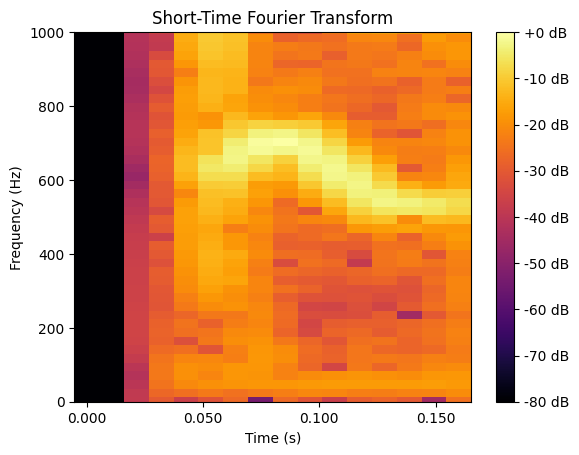 Short-Time Fourier Transform
Frequency (Hz)
1000
800
600
400
200
0
0.000
0.050
0.100
0.150
Time (s)
+0 dB
-10 dB
-20 dB
-30 dB
-40 dB
-50 dB
-60 dB
-70 dB
-80 dB